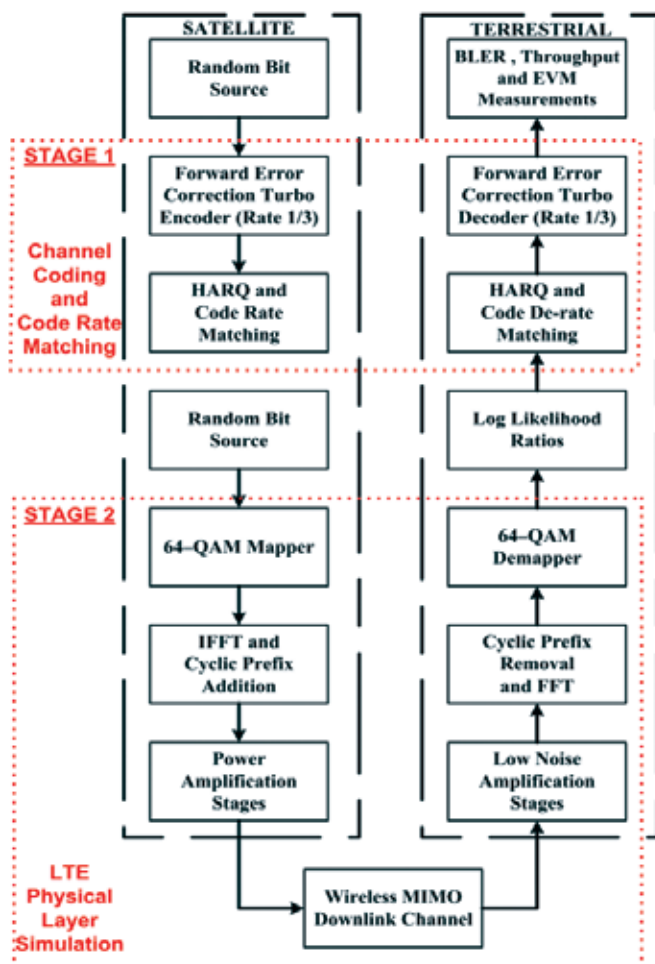 SATELLITE
Random Bit
Source
STAGE 1
Forward Error
Correction Turbo
Encoder (Rate 1/3)
Channel
Coding
and
Code Rate
Matching
HARQ and
Code Rate
Matching
Random Bit
Source
STAGE 2
64–QAM Mapper
IFFT and
Cyclic Prefix
Addition
Power
Amplification
Stages
LTE
Physical
Layer
Simulation
Wireless MIMO
Downlink Channel
TERRESTRIAL
BLER , Throughput
and EVM
Measurements
Forward Error
Correction Turbo
Decoder (Rate 1/3)
HARQ and
Code De-rate
Matching
Log Likelihood
Ratios
64–QAM
Demapper
Cyclic Prefix
Removal
and FFT
Low Noise
Amplification
Stages